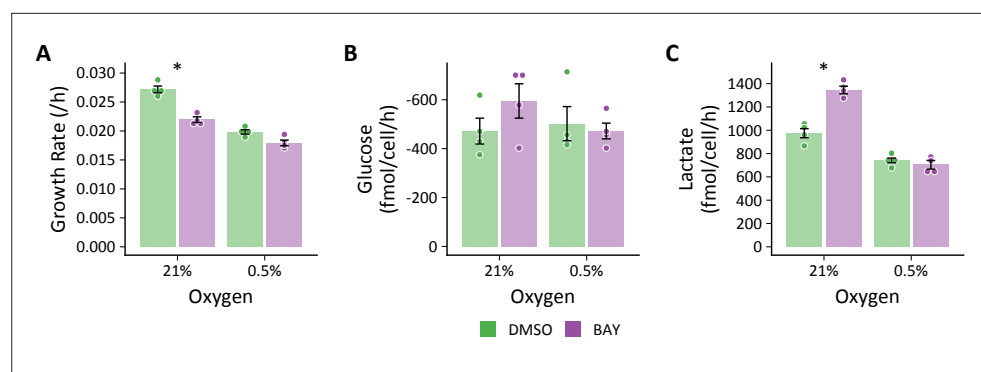 A
Growth Rate (/h)
0.030
0.025
0.020
0.015
0.010
0.005
0.000
*
21%
0.5%
Oxygen
B
Glucose
(fmol/cell/h)
-600
-400
-200
0
21%
0.5%
Oxygen
C
Lactate
(fmol/cell/h)
1400
1200
1000
800
600
400
200
0
*
21%
0.5%
Oxygen
DMSO BAY